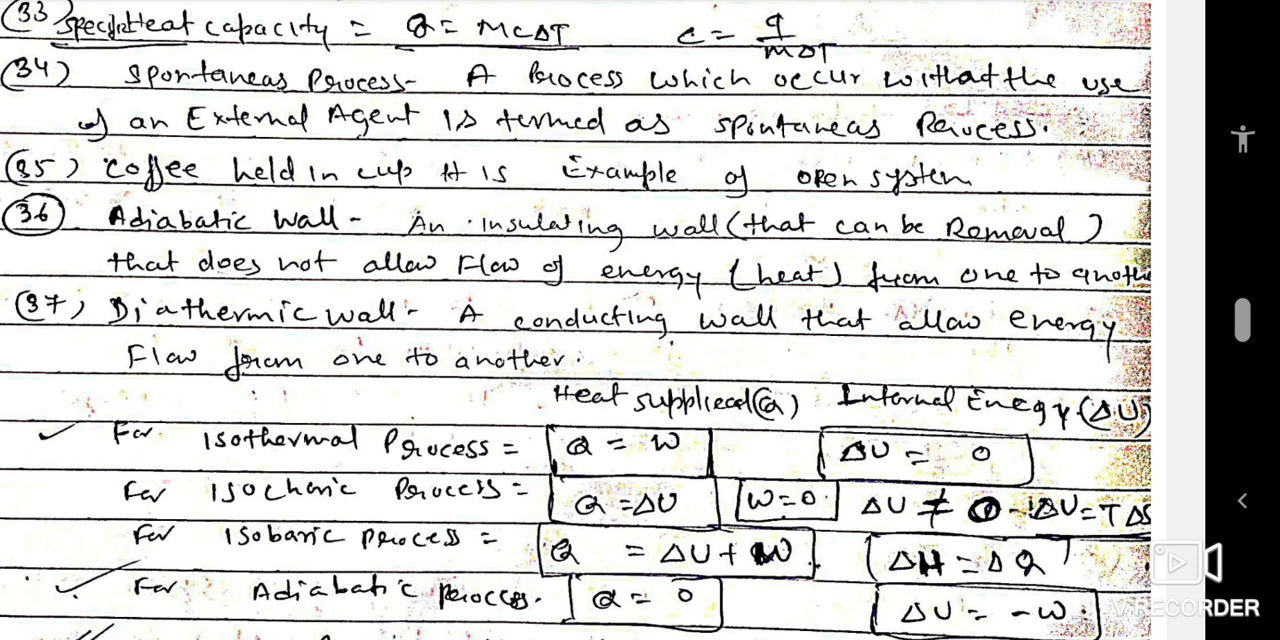 (33) Specific Heat capacity = Q = MCΔT c = q/mΔT
(34) Spontaneas Process- A Process which occur without the use
of an External Agent is termed as spontaneas Process.
(35) Coffee held in cup It is Example of open system
(36) Adiabatic wall - An insulating wall (that can be Removal)
that does not allow Flow of energy (heat) from one to anothe
(37) Diathermic wall - A conducting wall that allow energy
Flow from one to another.
Heat supplied (Q) Internal Energy (ΔU)
✓ For Isothermal Process = Q = W ΔU = 0
For Isochoric Process = Q = ΔU W = 0 ΔU ≠ 0 - ΔU = TΔS
For Isobaric process = Q = ΔU + W ΔH = ΔQ
✓ For Adiabatic process. Q = 0 ΔU = - W
V RECORDER